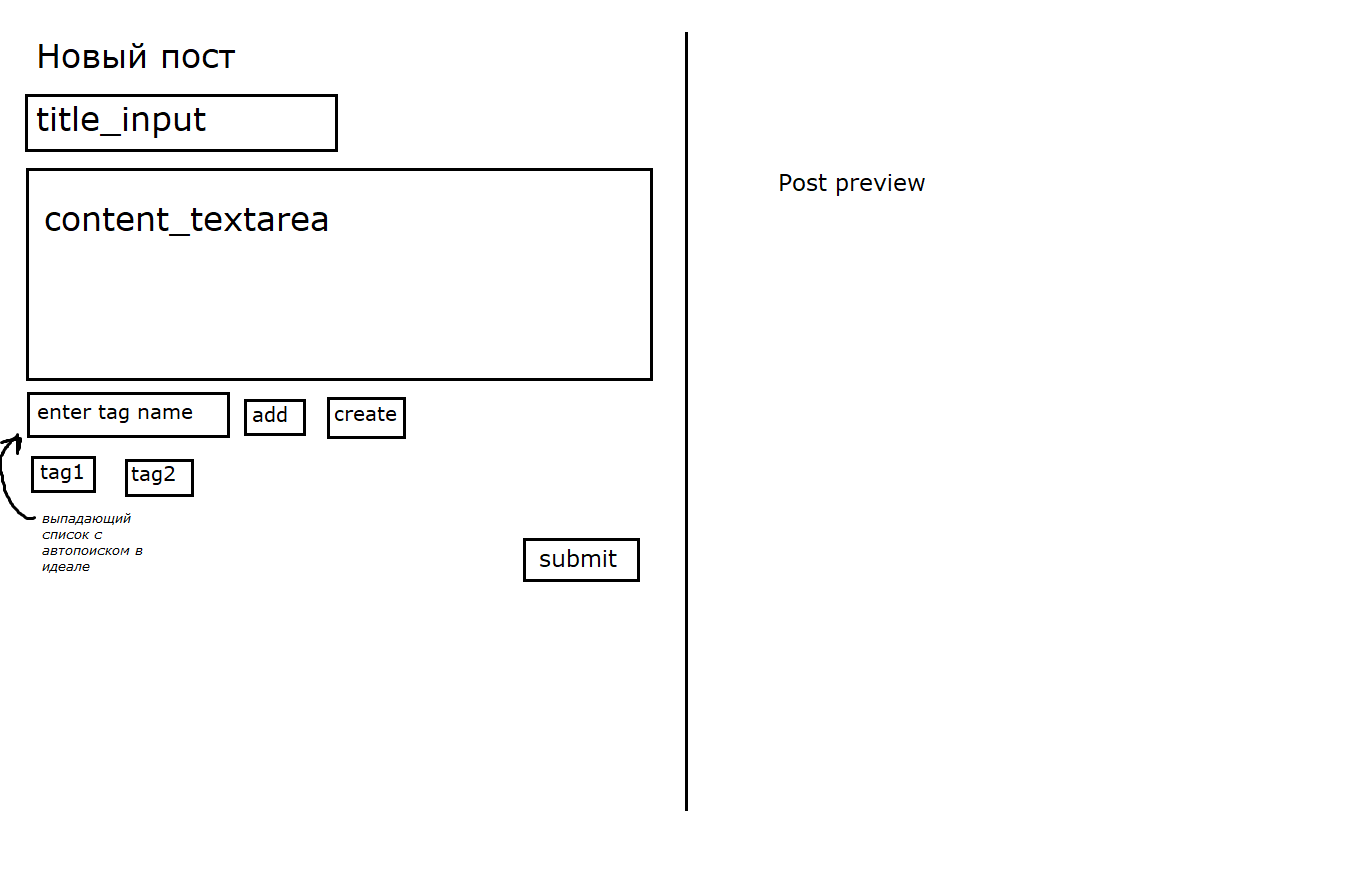 Новый пост
title_input
Post preview
content_textarea
enter tag name
add
create
tag1
tag2
выпадающий
список с
автопоиском в
идеале
submit